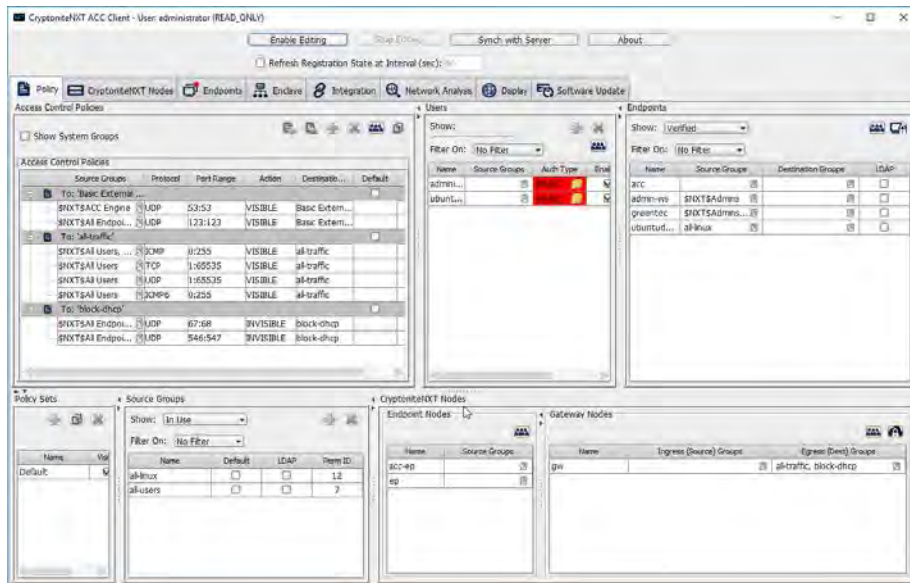 CryptoniteNXT ACC Client - User: administrator (READ_ONLY)
Enable Editing Synch with Server About
Refresh Registration State at Interval (sec):
Policy CryptoniteNXT Nodes Endpoints Enclave Integration Network Analysis Display Software Update
Access Control Policies
Show System Groups
Access Control Policies
Source Groups Protocol Port Range Action Destinatio... Default
To: 'Basic External ...
$NXT$ACC Engine UDP 53:53 VISIBLE Basic Extern...
$NXT$All Endpoi... UDP 123:123 VISIBLE Basic Extern...
To: 'all-traffic'
$NXT$All Users, ... ICMP 0:255 VISIBLE all-traffic
$NXT$All Users TCP 1:65535 VISIBLE all-traffic
$NXT$All Users UDP 1:65535 VISIBLE all-traffic
$NXT$All Users ICMP6 0:255 VISIBLE all-traffic
To: 'block-dhcp'
$NXT$All Endpoi... UDP 67:68 INVISIBLE block-dhcp
$NXT$All Endpoi... UDP 546:547 INVISIBLE block-dhcp
Users
Show:
Filter On: No Filter
Name Source Groups Auth Type Enal
admini...
ubunt...
Endpoints
Show: Verified
Filter On: No Filter
Name Source Groups Destination Groups LDAP
acc
admin-ws $NXT$Admins
greentec $NXT$Admins...
ubuntud... all-linux
Policy Sets
Name
Default
Source Groups
Show: In Use
Filter On: No Filter
Name Default LDAP Perm ID
all-linux 12
all-users 7
CryptoniteNXT Nodes
Endpoint Nodes
Name Source Groups
acc-ep
ep
Gateway Nodes
Name Ingress (Source) Groups Egress (Dest) Groups
gw all-traffic, block-dhcp